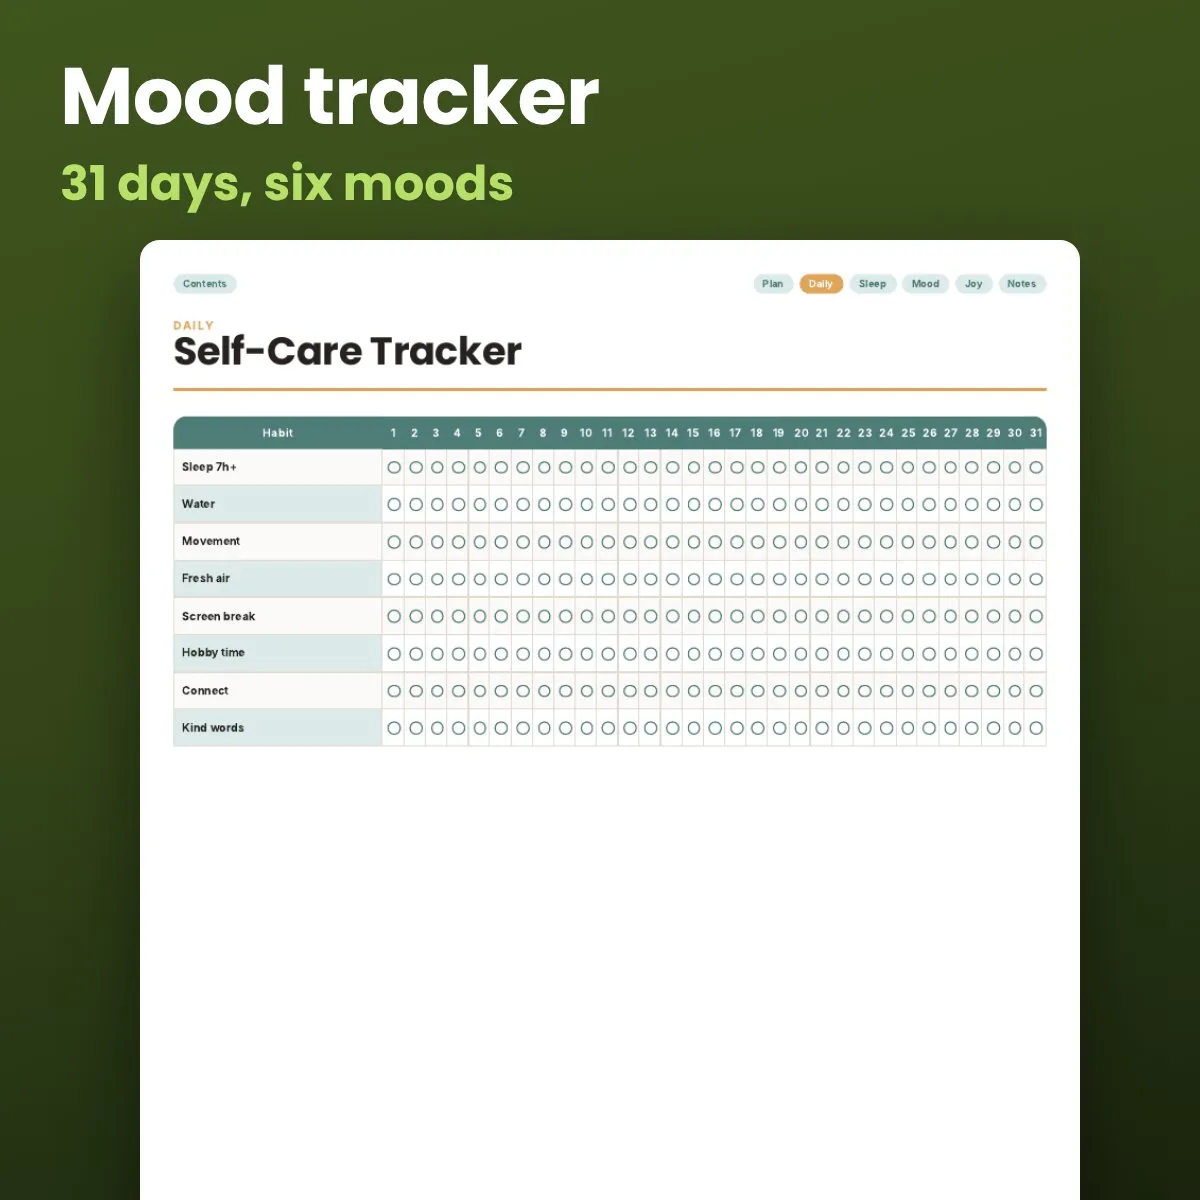 Mood tracker
31 days, six moods
Contents Plan Daily Sleep Mood Joy Notes
DAILY
Self-Care Tracker
Habit 1 2 3 4 5 6 7 8 9 10 11 12 13 14 15 16 17 18 19 20 21 22 23 24 25 26 27 28 29 30 31
Sleep 7h+
Water
Movement
Fresh air
Screen break
Hobby time
Connect
Kind words